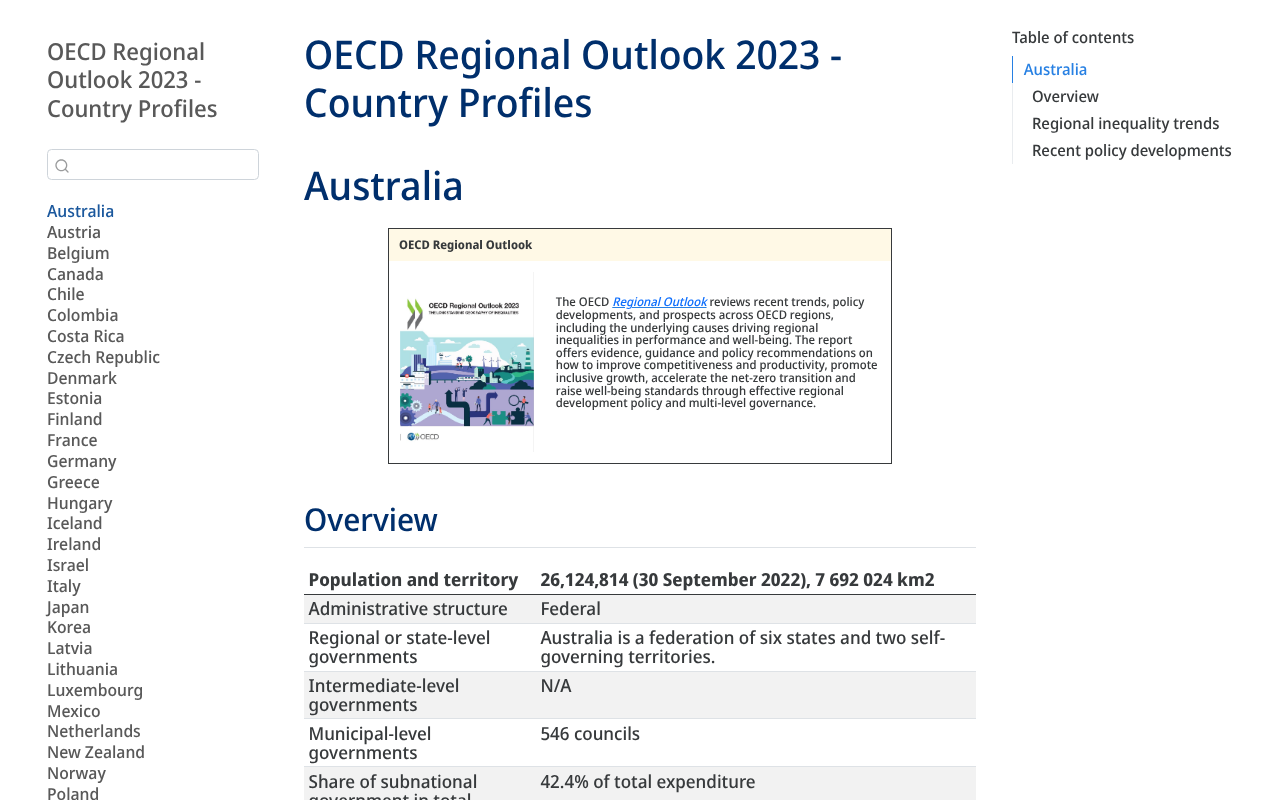 OECD Regional
Outlook 2023 -
Country Profiles
Australia
Austria
Belgium
Canada
Chile
Colombia
Costa Rica
Czech Republic
Denmark
Estonia
Finland
France
Germany
Greece
Hungary
Iceland
Ireland
Israel
Italy
Japan
Korea
Latvia
Lithuania
Luxembourg
Mexico
Netherlands
New Zealand
Norway
Poland
OECD Regional Outlook 2023 -
Country Profiles
Australia
OECD Regional Outlook
OECD Regional Outlook 2023
THE LONGSTANDING GEOGRAPHY OF INEQUALITIES
OECD
The OECD Regional Outlook reviews recent trends, policy
developments, and prospects across OECD regions,
including the underlying causes driving regional
inequalities in performance and well-being. The report
offers evidence, guidance and policy recommendations on
how to improve competitiveness and productivity, promote
inclusive growth, accelerate the net-zero transition and
raise well-being standards through effective regional
development policy and multi-level governance.
Overview
Population and territory 26,124,814 (30 September 2022), 7 692 024 km2
Administrative structure Federal
Regional or state-level
governments
Australia is a federation of six states and two self-
governing territories.
Intermediate-level
governments
N/A
Municipal-level
governments
546 councils
Share of subnational
government in total
42.4% of total expenditure
Table of contents
Australia
Overview
Regional inequality trends
Recent policy developments